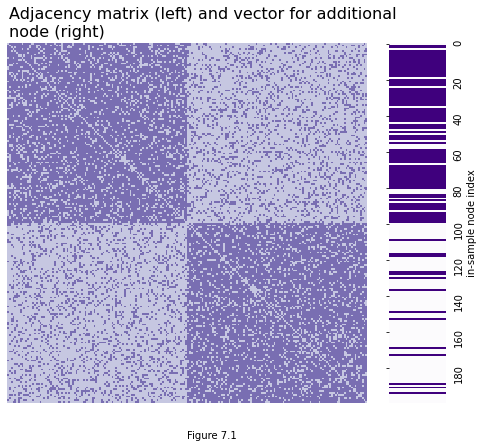 Adjacency matrix (left) and vector for additional
node (right)
0
20
40
60
80
100
120
140
160
180
in-sample node index
Figure 7.1